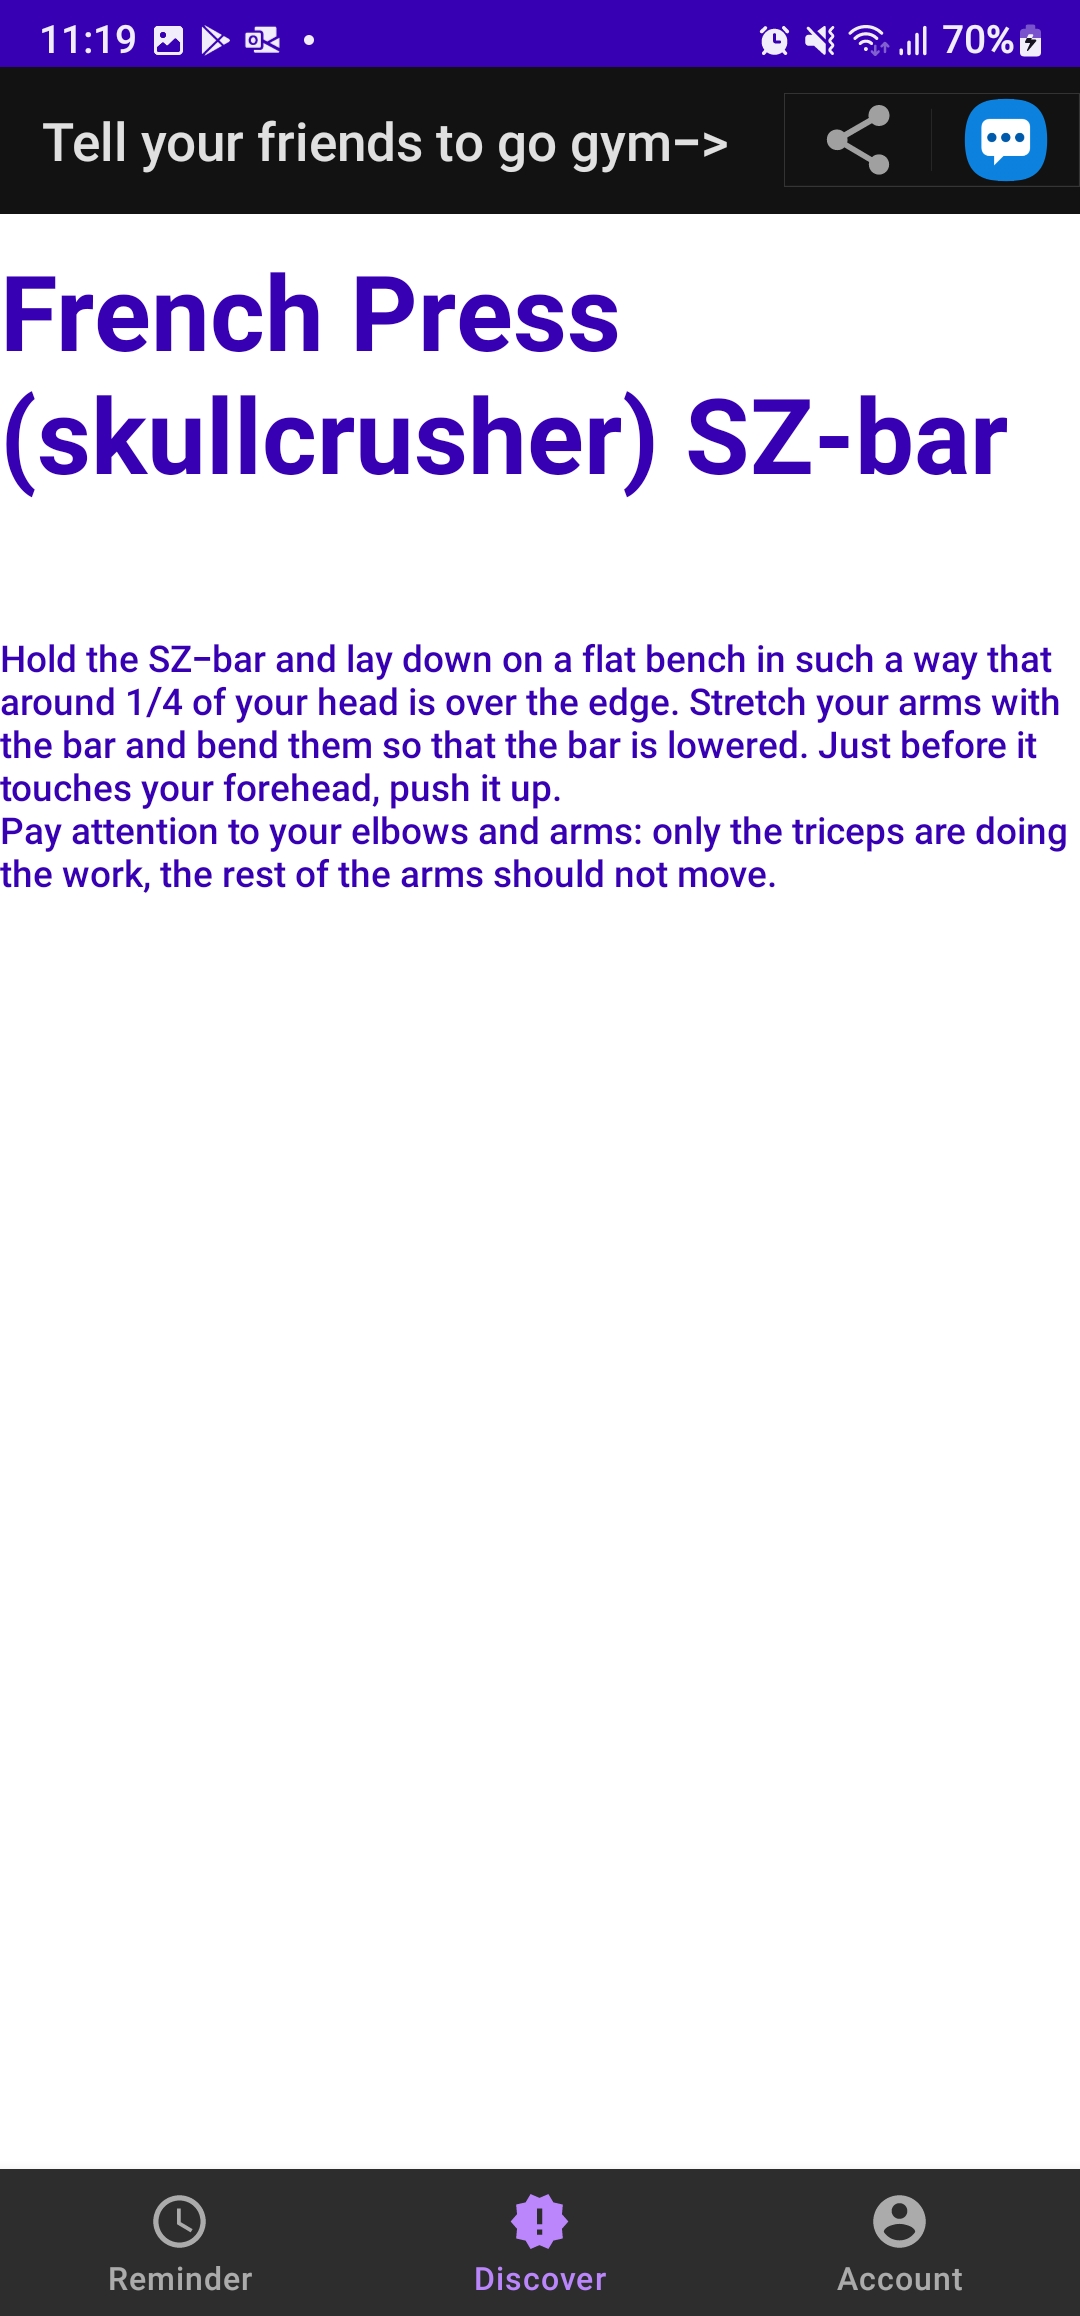 11:19
70%
Tell your friends to go gym–>
French Press
(skullcrusher) SZ-bar
Hold the SZ–bar and lay down on a flat bench in such a way that
around 1/4 of your head is over the edge. Stretch your arms with
the bar and bend them so that the bar is lowered. Just before it
touches your forehead, push it up.
Pay attention to your elbows and arms: only the triceps are doing
the work, the rest of the arms should not move.
Reminder
Discover
Account